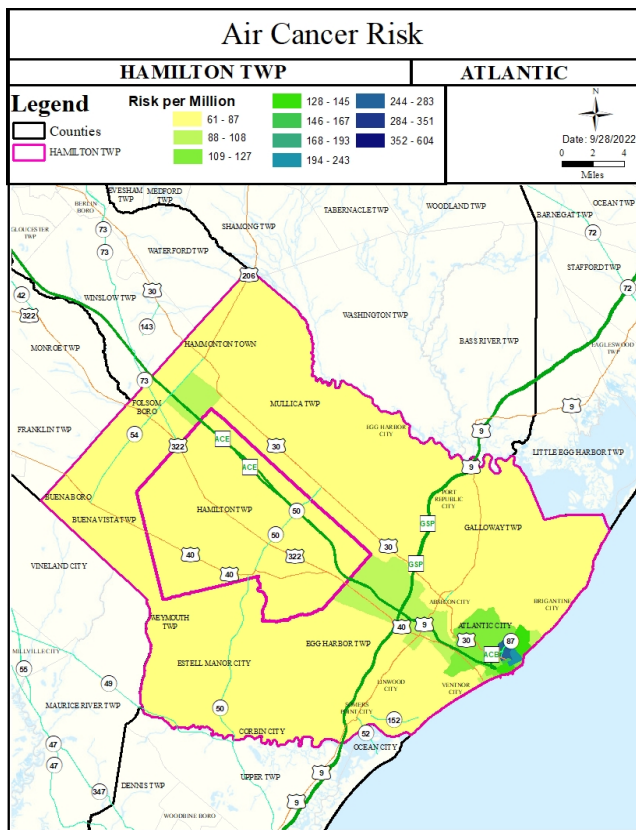 Air Cancer Risk
HAMILTON TWP
ATLANTIC
Legend
Counties
HAMILTON TWP
Risk per Million
61 - 87
88 - 108
109 - 127
128 - 145
146 - 167
168 - 193
194 - 243
244 - 283
284 - 351
352 - 604
N
Date: 9/28/2022
0 2 4
Miles
EVESHAM TWP
MEDFORD TWP
BERLIN BORO
GLOUCESTER TWP
73
WATERFORD TWP
SHAMONG TWP
TABERNACLE TWP
WOODLAND TWP
OCEAN TWP
BARNEGAT TWP
72
73
STAFFORD TWP
206
72
42
WINSLOW TWP
30
322
143
WASHINGTON TWP
MONROE TWP
HAMMONTON TOWN
BASS RIVER TWP
EAGLESWOOD TWP
73
FOLSOM BORO
MULLICA TWP
9
FRANKLIN TWP
54
322
ACE
30
EGG HARBOR CITY
9
LITTLE EGG HARBOR TWP
ACE
9
BUENA BORO
PORT REPUBLIC CITY
HAMILTON TWP
50
BUENA VISTA TWP
GSP
GALLOWAY TWP
50
30
40
322
GSP
VINELAND CITY
40
ABSECON CITY
BRIGANTINE CITY
WEYMOUTH TWP
40
9
ATLANTIC CITY
30
87
EGG HARBOR TWP
ACE
MILLVILLE CITY
ESTELL MANOR CITY
55
LINWOOD CITY
VENTNOR CITY
49
MAURICE RIVER TWP
50
SOMERS POINT CITY
152
CORBIN CITY
52
OCEAN CITY
47
47
UPPER TWP
9
DENNIS TWP
347
9
WOODBINE BORO